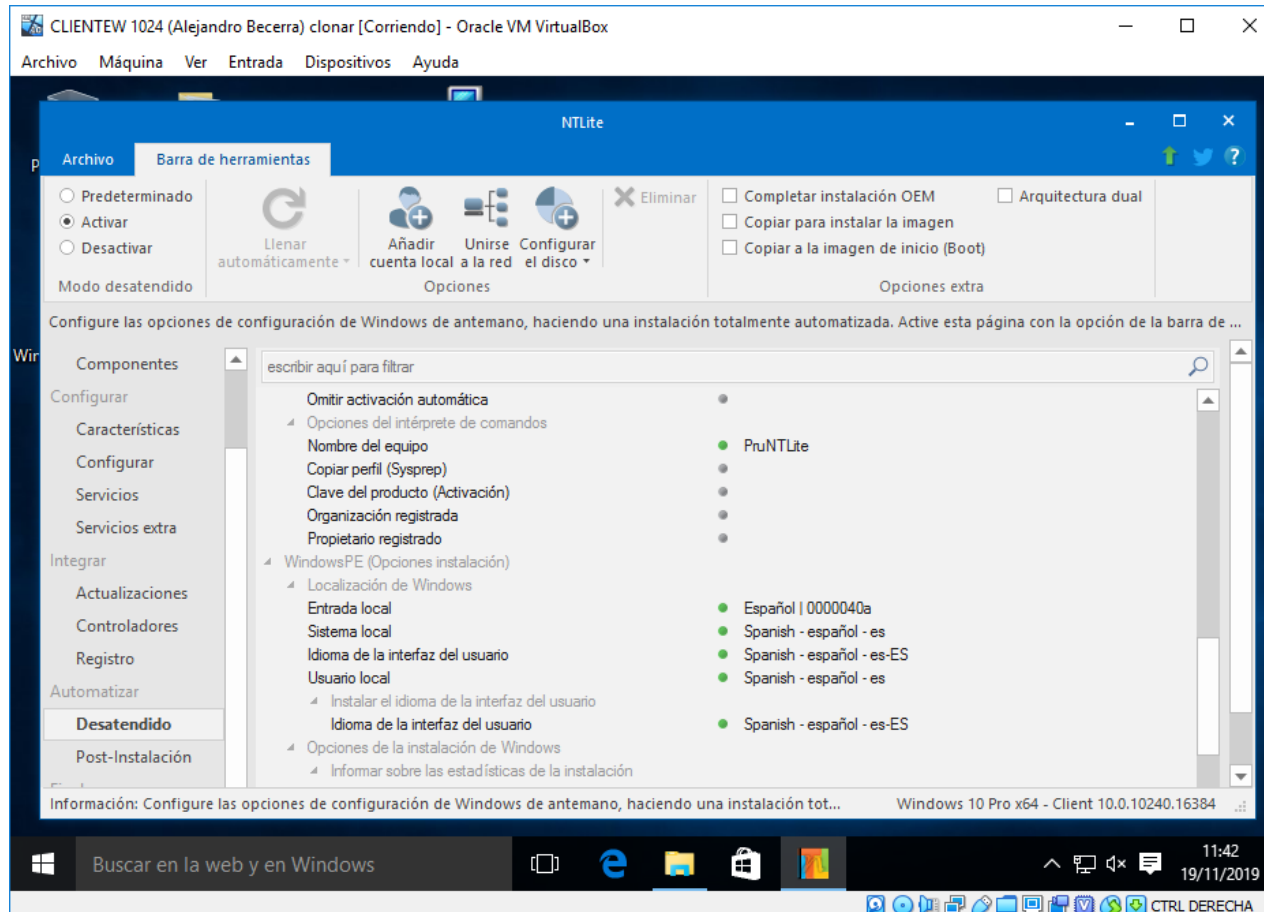 CLIENTEW 1024 (Alejandro Becerra) clonar [Corriendo] - Oracle VM VirtualBox
Archivo Máquina Ver Entrada Dispositivos Ayuda
NTLite
Archivo Barra de herramientas
Predeterminado
Activar
Desactivar
Modo desatendido
Llenar
automáticamente
Añadir
cuenta local
Unirse
a la red
Configurar
el disco
Eliminar
Opciones
Completar instalación OEM
Arquitectura dual
Copiar para instalar la imagen
Copiar a la imagen de inicio (Boot)
Opciones extra
Configure las opciones de configuración de Windows de antemano, haciendo una instalación totalmente automatizada. Active esta página con la opción de la barra de ...
Win
Componentes
Configurar
Características
Configurar
Servicios
Servicios extra
Integrar
Actualizaciones
Controladores
Registro
Automatizar
Desatendido
Post-Instalación
escribir aquí para filtrar
Omitir activación automática
Opciones del intérprete de comandos
Nombre del equipo PruNTLite
Copiar perfil (Sysprep)
Clave del producto (Activación)
Organización registrada
Propietario registrado
WindowsPE (Opciones instalación)
Localización de Windows
Entrada local Español | 0000040a
Sistema local Spanish - español - es
Idioma de la interfaz del usuario Spanish - español - es-ES
Usuario local Spanish - español - es
Instalar el idioma de la interfaz del usuario
Idioma de la interfaz del usuario Spanish - español - es-ES
Opciones de la instalación de Windows
Informar sobre las estadísticas de la instalación
Información: Configure las opciones de configuración de Windows de antemano, haciendo una instalación tot... Windows 10 Pro x64 - Client 10.0.10240.16384
Buscar en la web y en Windows
11:42
19/11/2019
CTRL DERECHA